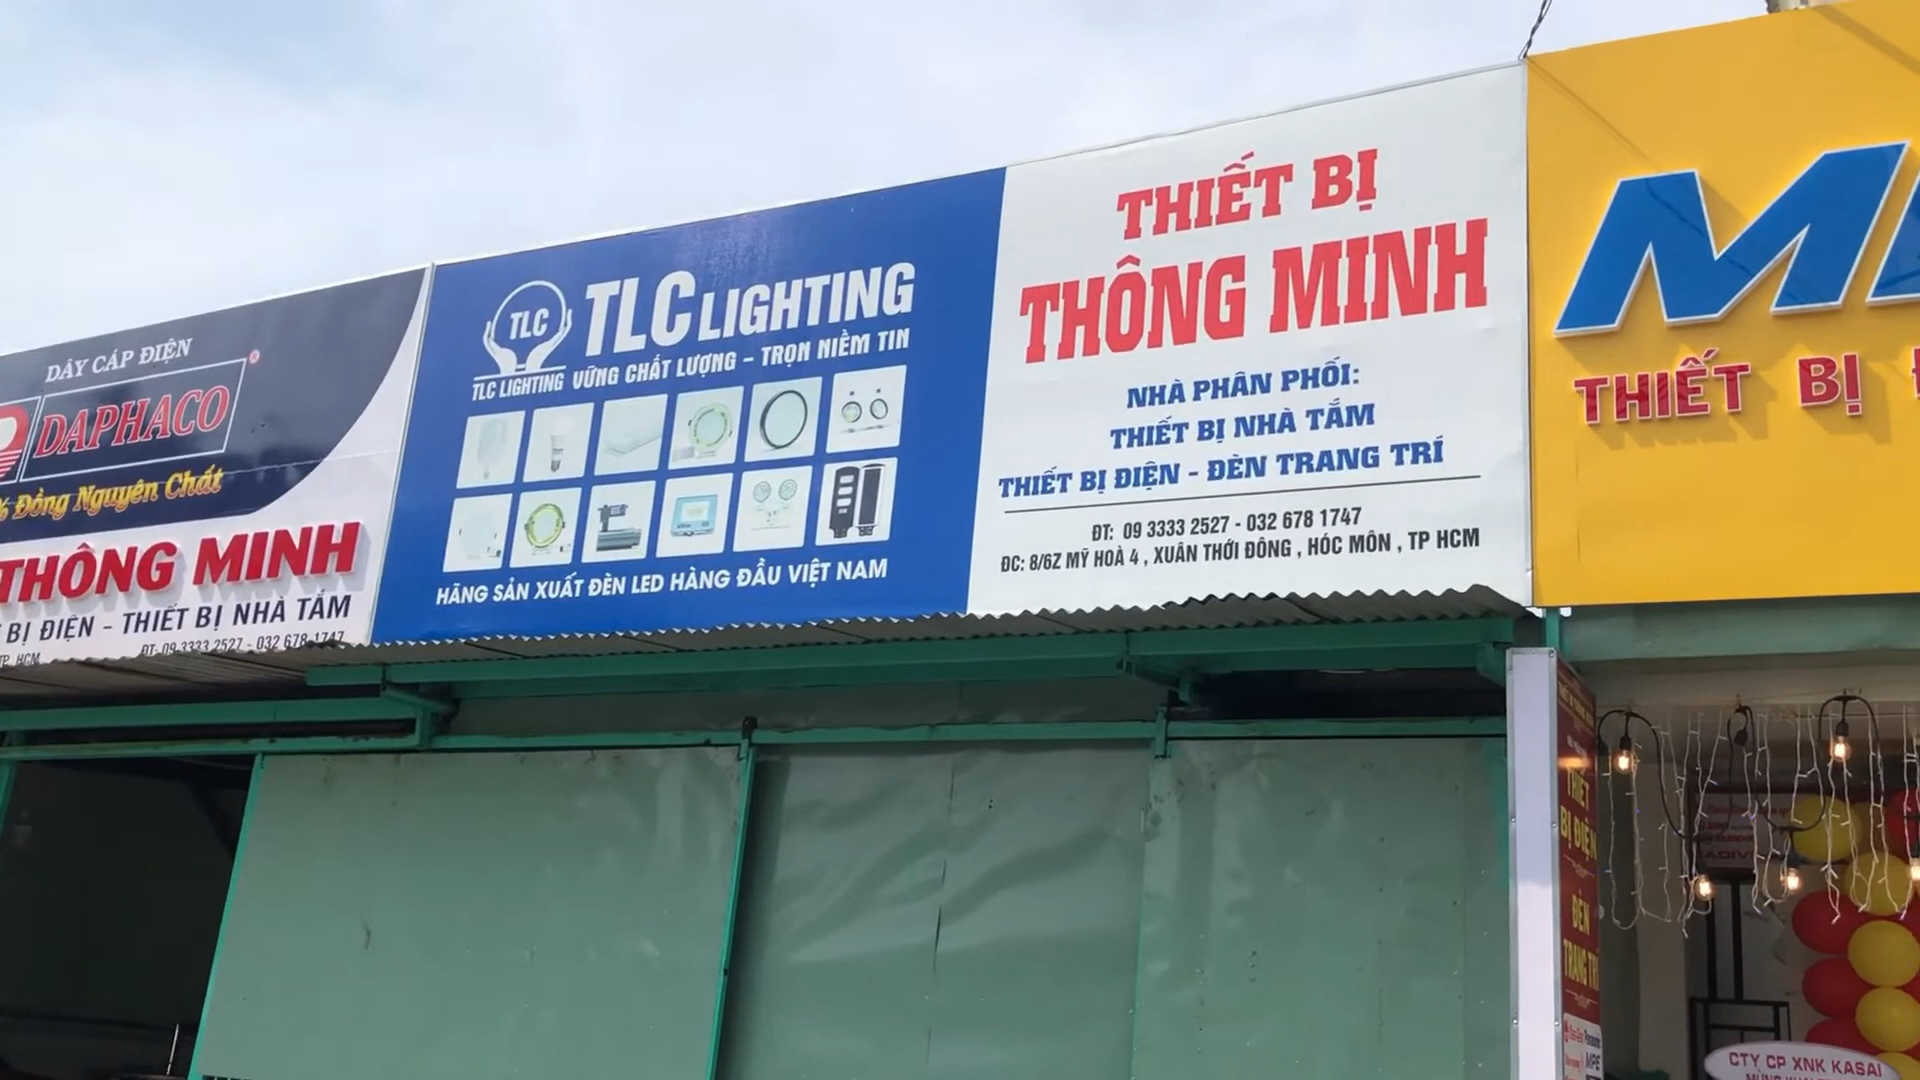 DÂY CÁP ĐIỆN
DAPHACO
% Đồng Nguyên Chất
THÔNG MINH
BỊ ĐIỆN - THIẾT BỊ NHÀ TẮM
TP. HCM ĐT: 09 3333 2527 - 032 678 1747
TLC
TLC LIGHTING
TLC LIGHTING
VỮNG CHẤT LƯỢNG - TRỌN NIỀM TIN
HÃNG SẢN XUẤT ĐÈN LED HÀNG ĐẦU VIỆT NAM
THIẾT BỊ
THÔNG MINH
NHÀ PHÂN PHỐI:
THIẾT BỊ NHÀ TẮM
THIẾT BỊ ĐIỆN - ĐÈN TRANG TRÍ
ĐT: 09 3333 2527 - 032 678 1747
ĐC: 8/6Z MỸ HOÀ 4 , XUÂN THỚI ĐÔNG , HÓC MÔN , TP HCM
M
THIẾT BỊ
THIẾT
BỊ ĐIỆN
ĐÈN
TRANG TRÍ
Panasonic
MPE
CTY CP XNK KASAI